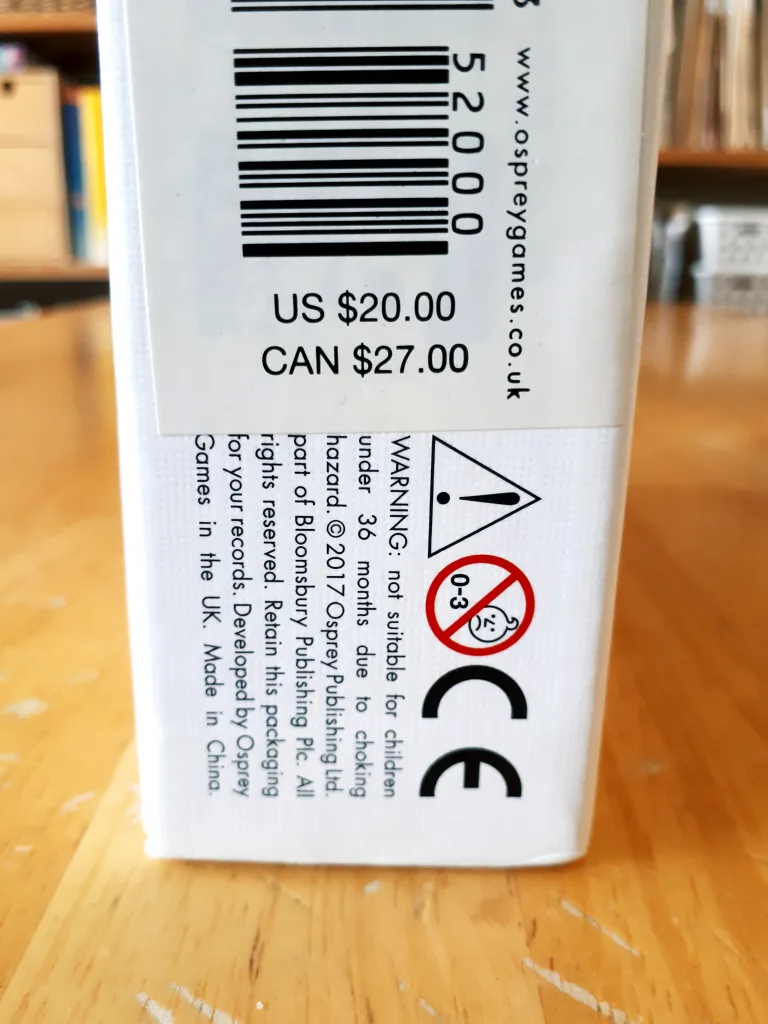 52000
www.ospreygames.co.uk
US $20.00
CAN $27.00
WARNING: not suitable for children
under 36 months due to choking
hazard. © 2017 Osprey Publishing Ltd.
part of Bloomsbury Publishing Plc. All
rights reserved. Retain this packaging
for your records. Developed by Osprey
Games in the UK. Made in China.
0-3
CE